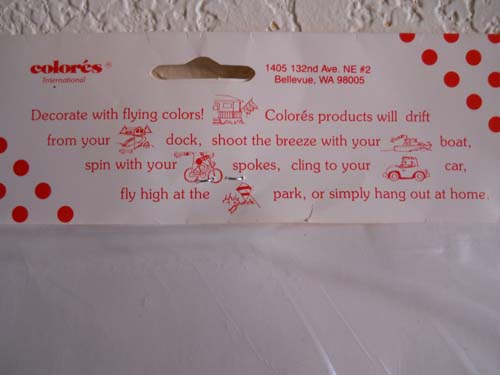 colorés ®
International
1405 132nd Ave. NE #2
Bellevue, WA 98005
Decorate with flying colors! Colorés products will drift
from your dock, shoot the breeze with your boat,
spin with your spokes, cling to your car,
fly high at the park, or simply hang out at home.